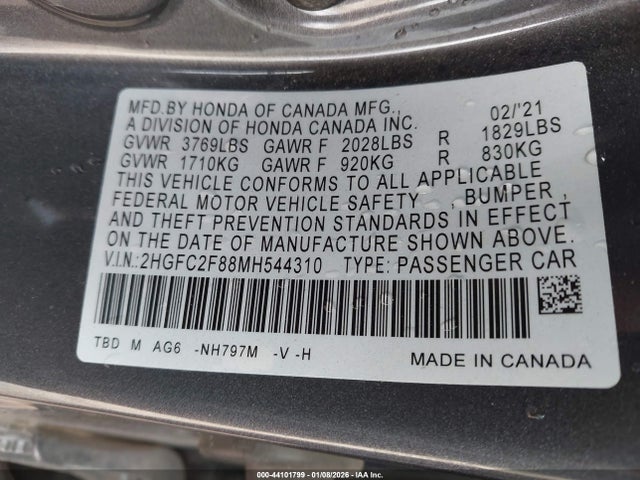 MFD.BY HONDA OF CANADA MFG., 02/'21
A DIVISION OF HONDA CANADA INC.
GVWR 3769LBS GAWR F 2028LBS R 1829LBS
GVWR 1710KG GAWR F 920KG R 830KG
THIS VEHICLE CONFORMS TO ALL APPLICABLE
FEDERAL MOTOR VEHICLE SAFETY BUMPER,
AND THEFT PREVENTION STANDARDS IN EFFECT
ON THE DATE OF MANUFACTURE SHOWN ABOVE.
V.I.N.:2HGFC2F88MH544310 TYPE: PASSENGER CAR
TBD M AG6 -NH797M -V -H MADE IN CANADA
000-44101799 - 01/08/2026 - IAA Inc.